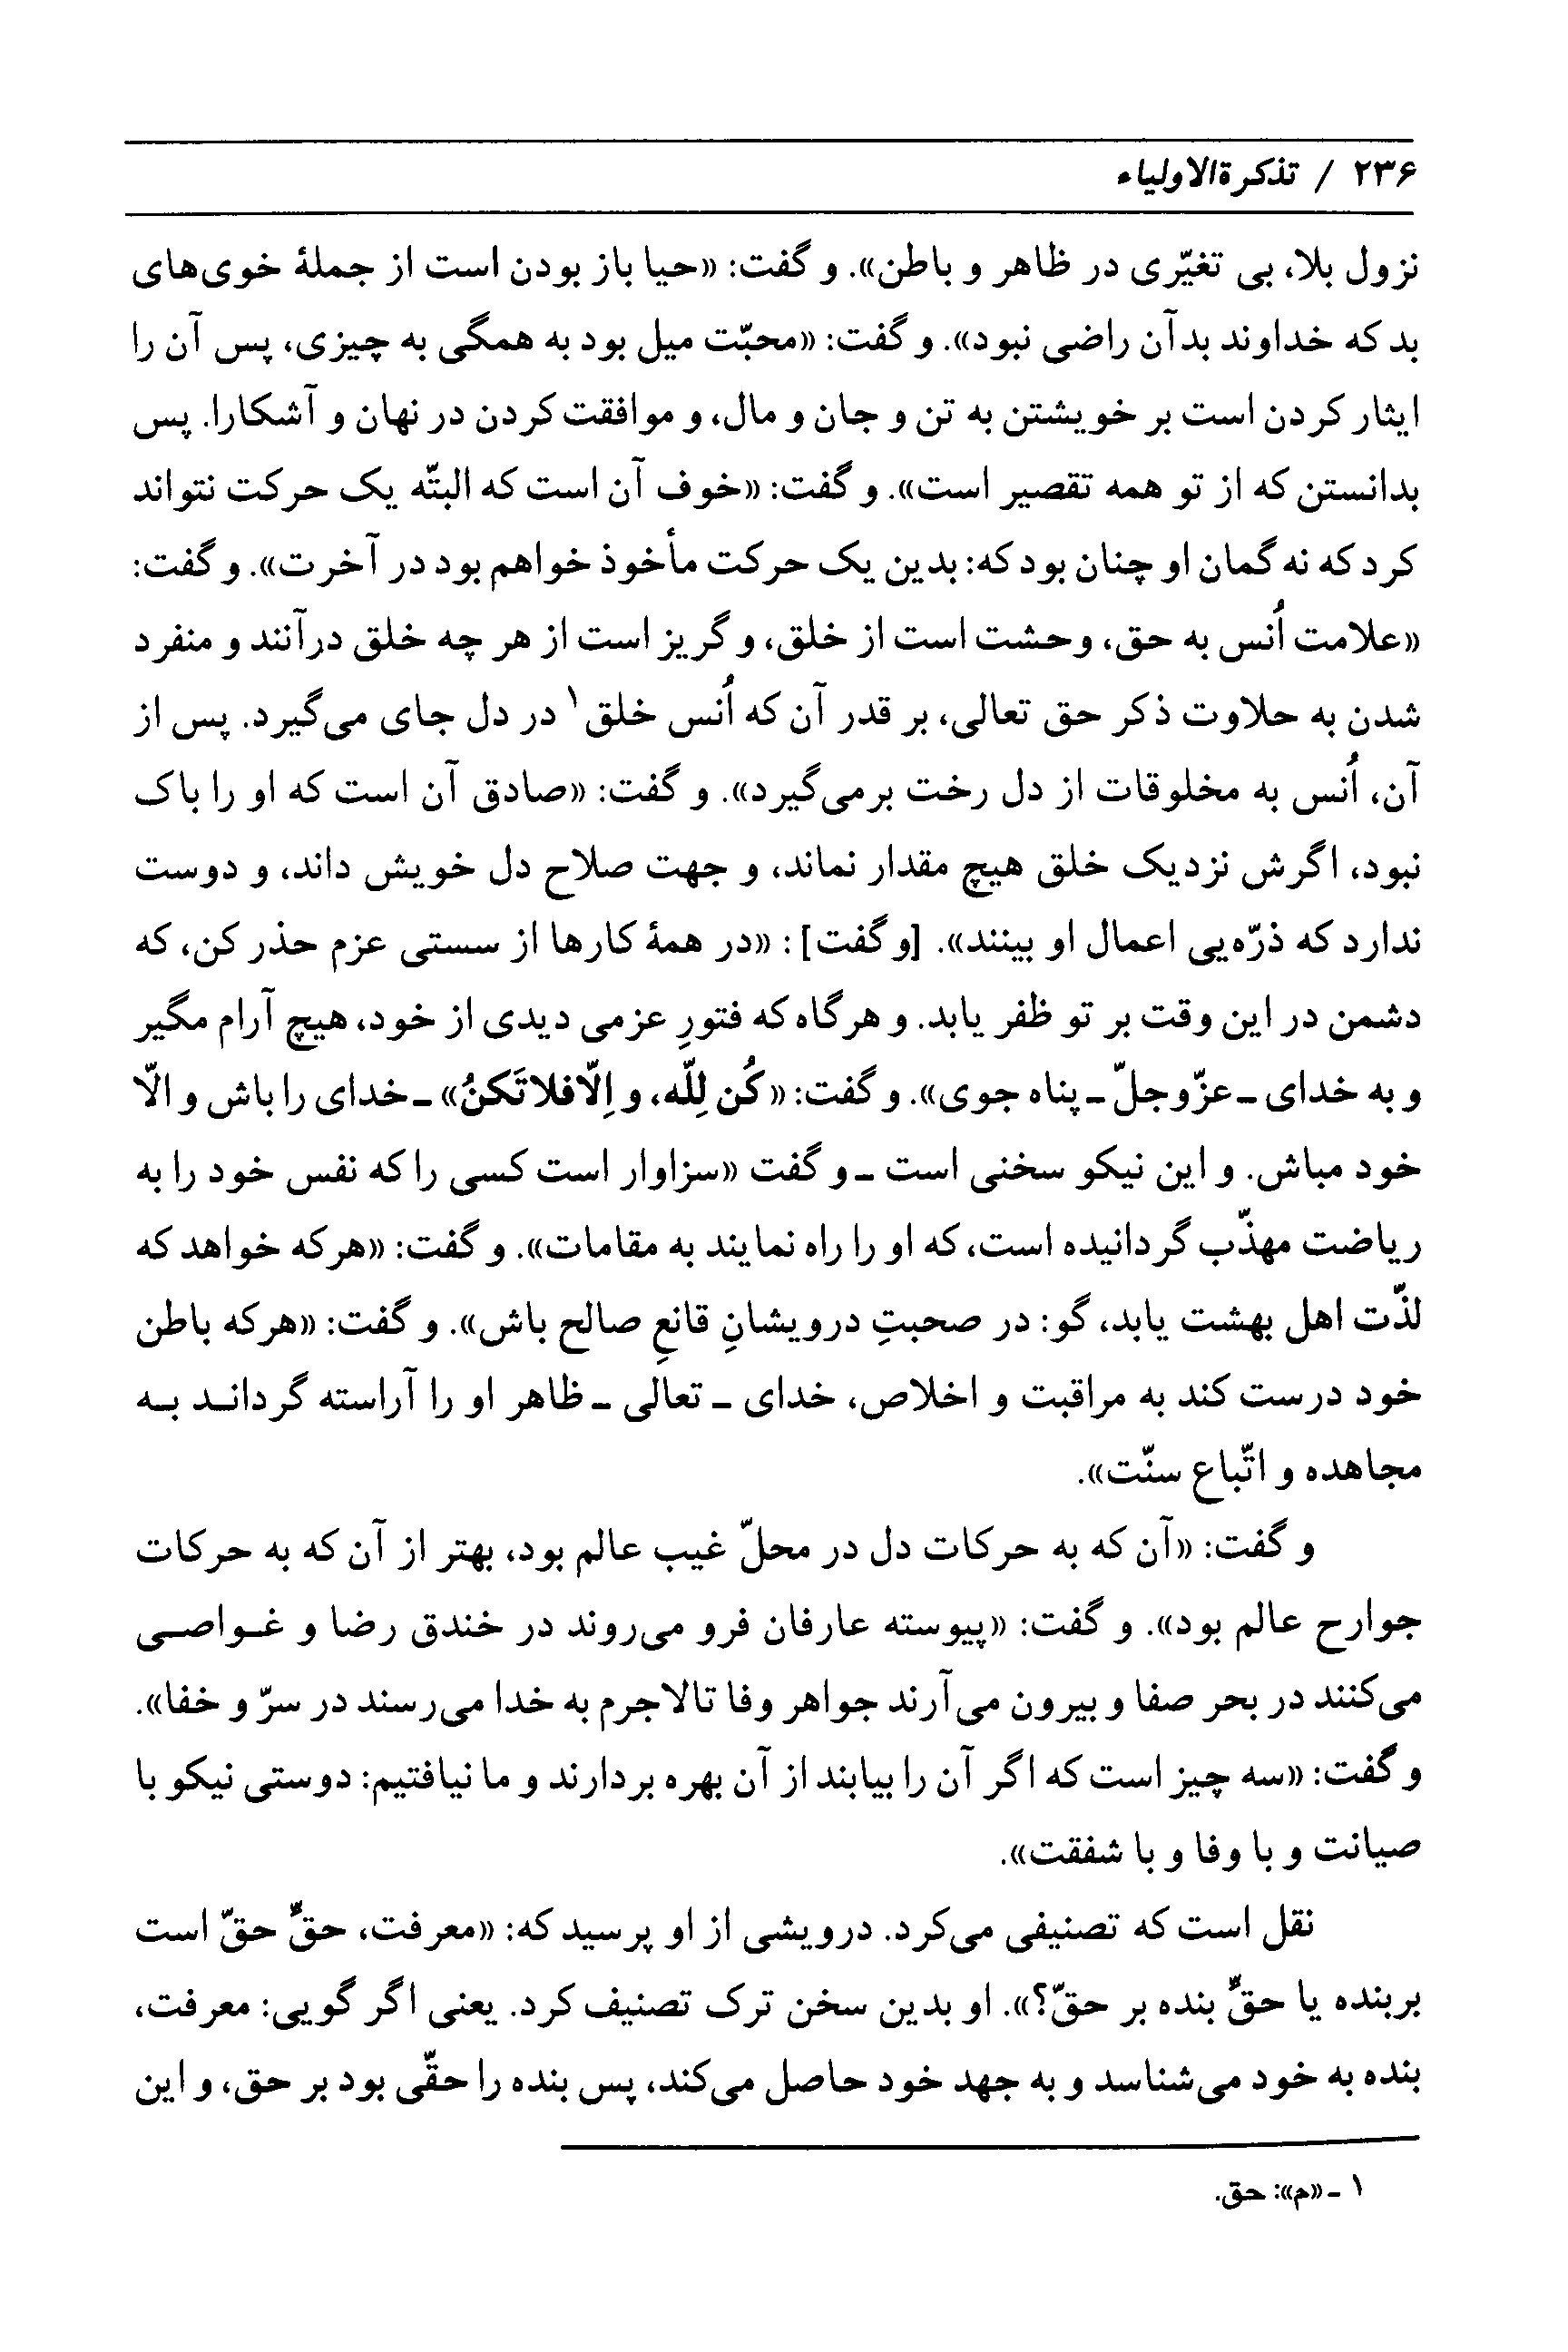 ۲۳۶ / تذکرةالاولیاء
نزول بلا، بی تغیّری در ظاهر و باطن». و گفت: «حیا باز بودن است از جملهٔ خوی‌های
بد که خداوند بدآن راضی نبود». و گفت: «محبّت میل بود به همگی به چیزی، پس آن را
ایثار کردن است بر خویشتن به تن و جان و مال، و موافقت کردن در نهان و آشکارا. پس
بدانستن که از تو همه تقصیر است». و گفت: «خوف آن است که البتّه یک حرکت نتواند
کرد که نه گمان او چنان بود که: بدین یک حرکت مأخوذ خواهم بود در آخرت». و گفت:
«علامت اُنس به حق، وحشت است از خلق، و گریز است از هر چه خلق درآنند و منفرد
شدن به حلاوت ذکر حق تعالی، بر قدر آن که اُنس خلق۱ در دل جای می‌گیرد. پس از
آن، اُنس به مخلوقات از دل رخت برمی‌گیرد». و گفت: «صادق آن است که او را باک
نبود، اگرش نزدیک خلق هیچ مقدار نماند، و جهت صلاح دل خویش داند، و دوست
ندارد که ذرّه‌یی اعمال او بینند». [و گفت]: «در همهٔ کارها از سستی عزم حذر کن، که
دشمن در این وقت بر تو ظفر یابد. و هرگاه که فتورِ عزمی دیدی از خود، هیچ آرام مگیر
و به خدای ـ عزّوجلّ ـ پناه جوی». و گفت: «کُن لِلّه، و اِلّافلاتَکنُ» ـ خدای را باش و الّا
خود مباش. و این نیکو سخنی است ـ و گفت «سزاوار است کسی را که نفس خود را به
ریاضت مهذّب گردانیده است، که او را راه نمایند به مقامات». و گفت: «هرکه خواهد که
لذّت اهل بهشت یابد، گو: در صحبتِ درویشانِ قانعِ صالح باش». و گفت: «هرکه باطن
خود درست کند به مراقبت و اخلاص، خدای ـ تعالی ـ ظاهر او را آراسته گرداند به
مجاهده و اتّباع سنّت».
و گفت: «آن که به حرکات دل در محلّ غیب عالم بود، بهتر از آن که به حرکات
جوارح عالم بود». و گفت: «پیوسته عارفان فرو می‌روند در خندق رضا و غواصی
می‌کنند در بحر صفا و بیرون می‌آرند جواهر وفا تالاجرم به خدا می‌رسند در سرّ و خفا».
و گفت: «سه چیز است که اگر آن را بیابند از آن بهره بردارند و ما نیافتیم: دوستی نیکو با
صیانت و با وفا و با شفقت».
نقل است که تصنیفی می‌کرد. درویشی از او پرسید که: «معرفت، حقِّ حقّ است
بربنده یا حقِّ بنده بر حقّ؟». او بدین سخن ترک تصنیف کرد. یعنی اگر گویی: معرفت،
بنده به خود می‌شناسد و به جهد خود حاصل می‌کند، پس بنده را حقّی بود بر حق، و این
۱ ـ «م»: حق.